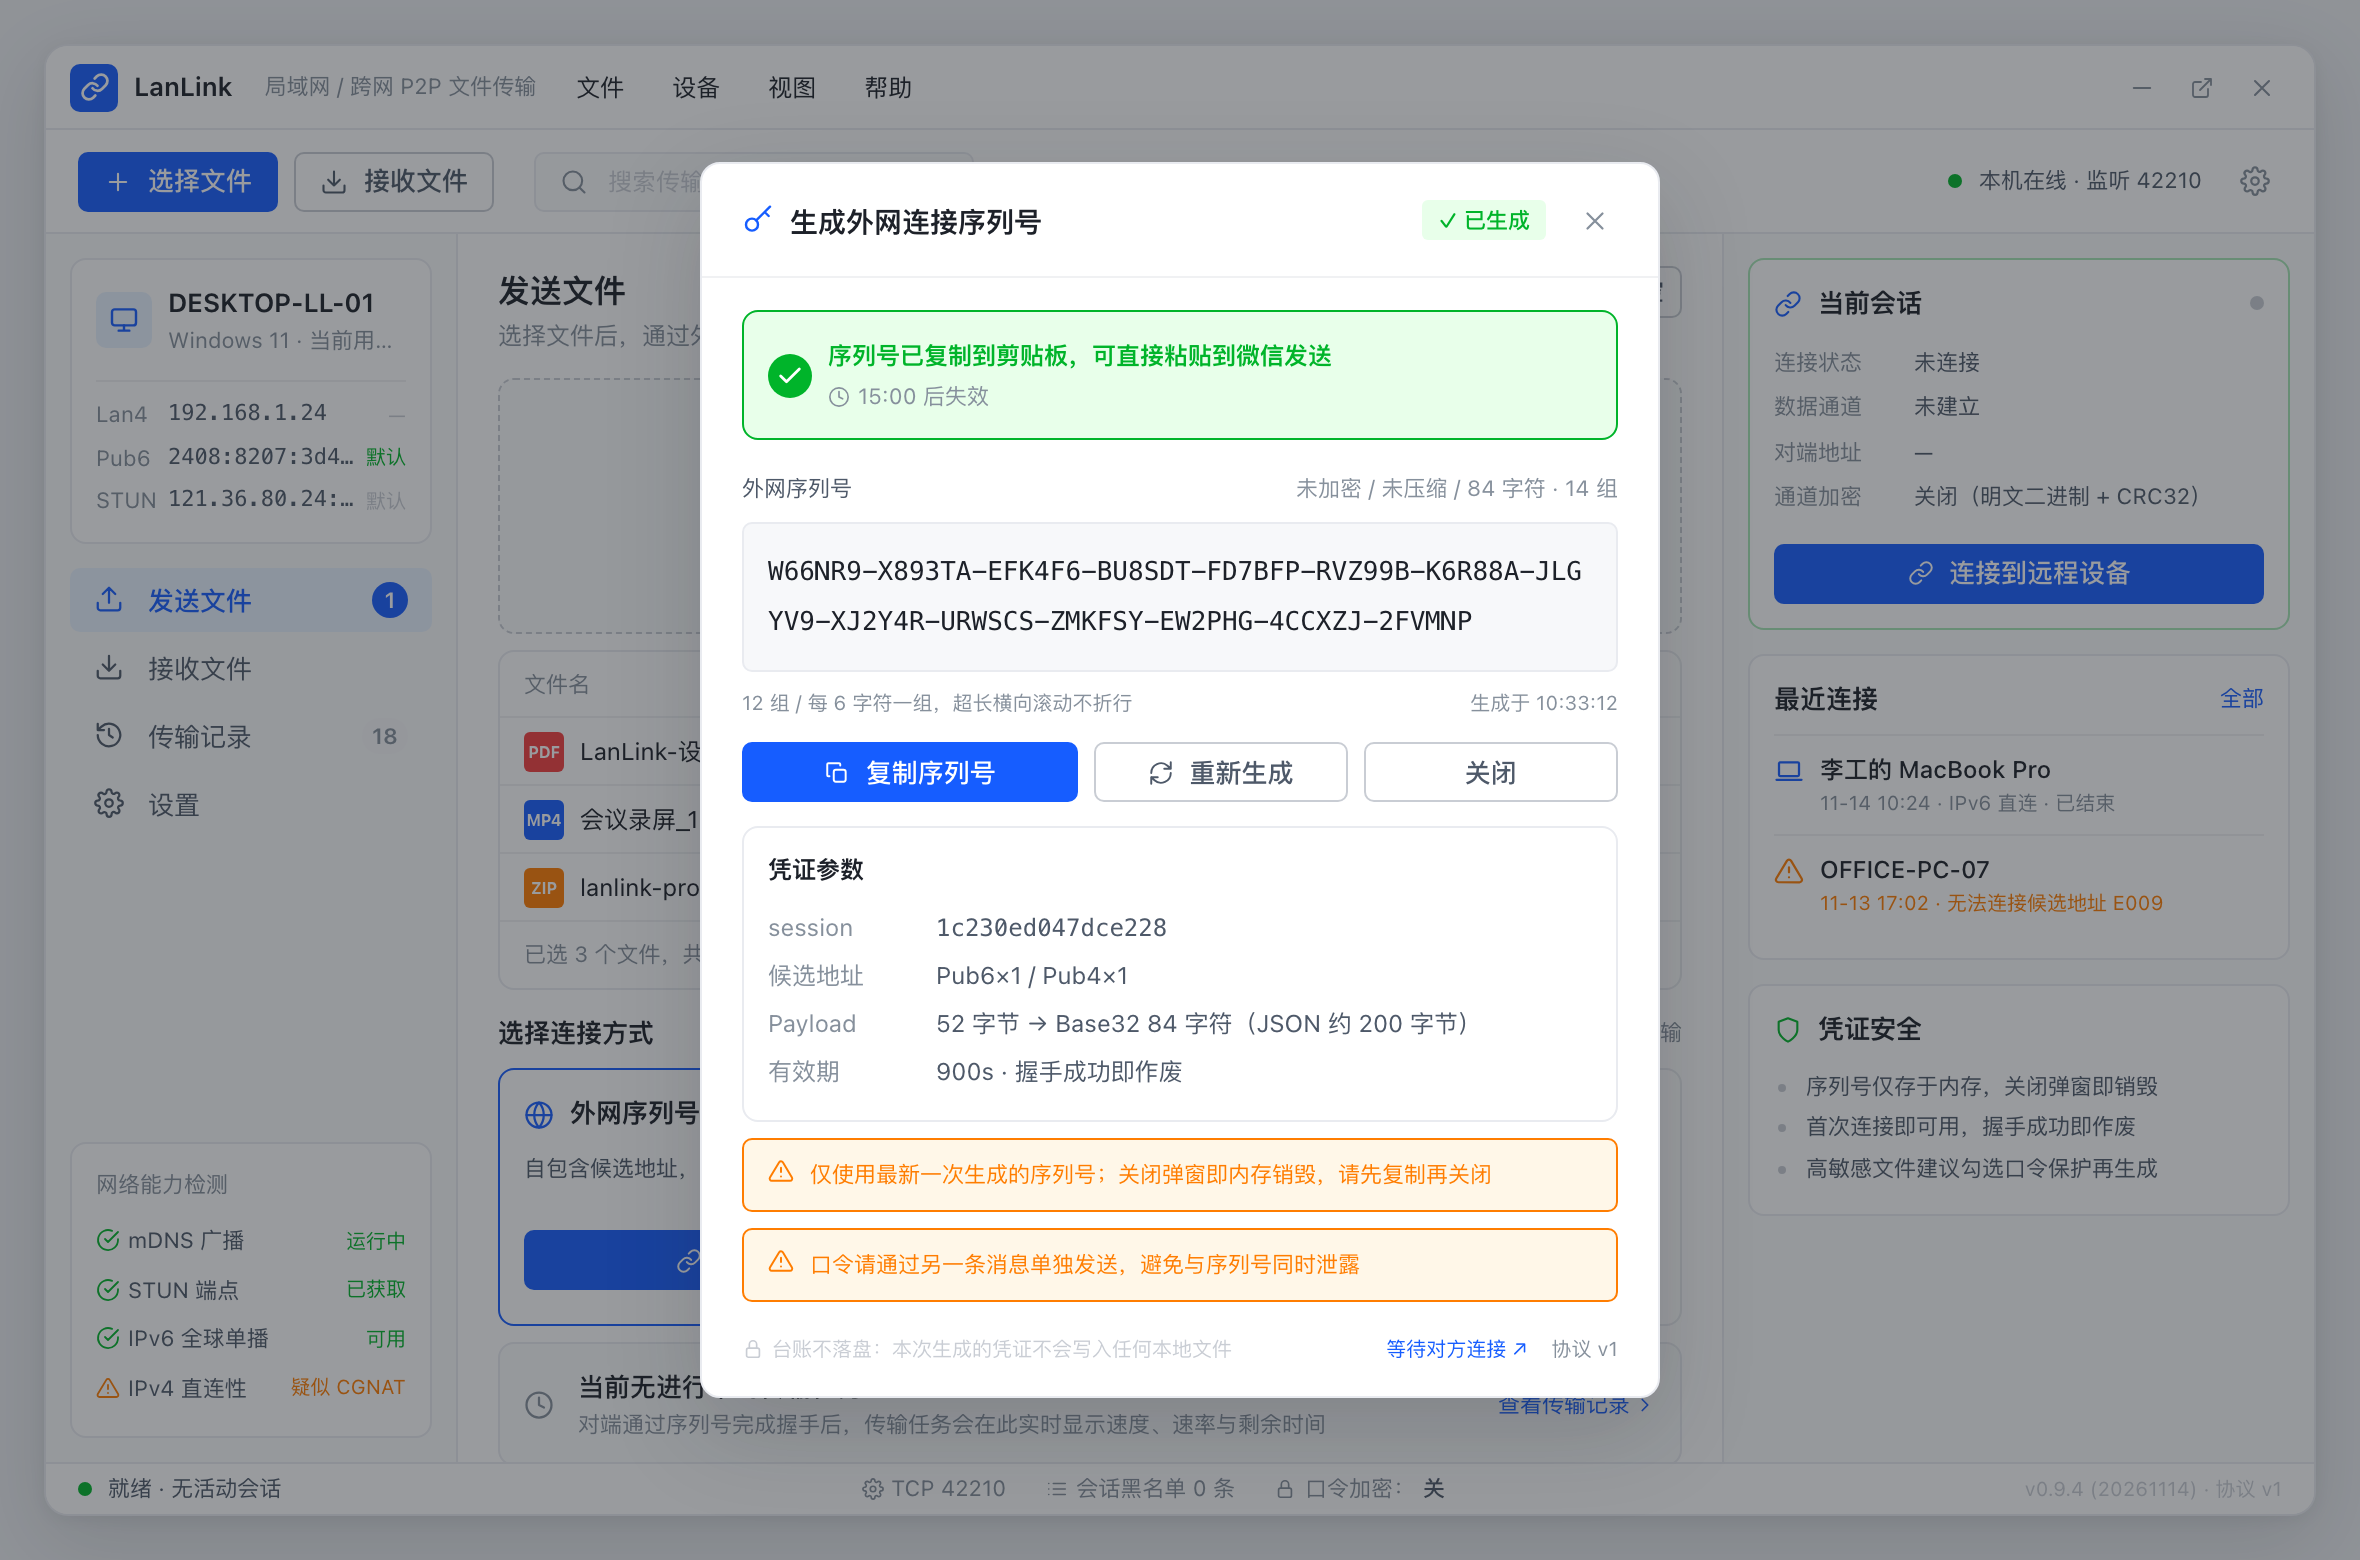 LanLink 局域网 / 跨网 P2P 文件传输 文件 设备 视图 帮助
选择文件 接收文件 搜索传输
本机在线 · 监听 42210
DESKTOP-LL-01
Windows 11 · 当前用...
Lan4 192.168.1.24 —
Pub6 2408:8207:3d4… 默认
STUN 121.36.80.24:… 默认
发送文件 1
接收文件
传输记录 18
设置
网络能力检测
mDNS 广播 运行中
STUN 端点 已获取
IPv6 全球单播 可用
IPv4 直连性 疑似 CGNAT
发送文件
选择文件后，通过
文件名
PDF LanLink-设
MP4 会议录屏_1
ZIP lanlink-pro
已选 3 个文件，共
选择连接方式
输
外网序列号
自包含候选地址，
当前无进行
对端通过序列号完成握手后，传输任务会在此实时显示速度、速率与剩余时间
查看传输记录
生成外网连接序列号 已生成
序列号已复制到剪贴板，可直接粘贴到微信发送
15:00 后失效
外网序列号 未加密 / 未压缩 / 84 字符 · 14 组
W66NR9-X893TA-EFK4F6-BU8SDT-FD7BFP-RVZ99B-K6R88A-JLG
YV9-XJ2Y4R-URWSCS-ZMKFSY-EW2PHG-4CCXZJ-2FVMNP
12 组 / 每 6 字符一组，超长横向滚动不折行 生成于 10:33:12
复制序列号 重新生成 关闭
凭证参数
session 1c230ed047dce228
候选地址 Pub6×1 / Pub4×1
Payload 52 字节 → Base32 84 字符（JSON 约 200 字节）
有效期 900s · 握手成功即作废
仅使用最新一次生成的序列号；关闭弹窗即内存销毁，请先复制再关闭
口令请通过另一条消息单独发送，避免与序列号同时泄露
台账不落盘：本次生成的凭证不会写入任何本地文件 等待对方连接 协议 v1
当前会话
连接状态 未连接
数据通道 未建立
对端地址 —
通道加密 关闭（明文二进制 + CRC32）
连接到远程设备
最近连接 全部
李工的 MacBook Pro
11-14 10:24 · IPv6 直连 · 已结束
OFFICE-PC-07
11-13 17:02 · 无法连接候选地址 E009
凭证安全
序列号仅存于内存，关闭弹窗即销毁
首次连接即可用，握手成功即作废
高敏感文件建议勾选口令保护再生成
就绪 · 无活动会话 TCP 42210 会话黑名单 0 条 口令加密： 关 v0.9.4 (20261114) · 协议 v1